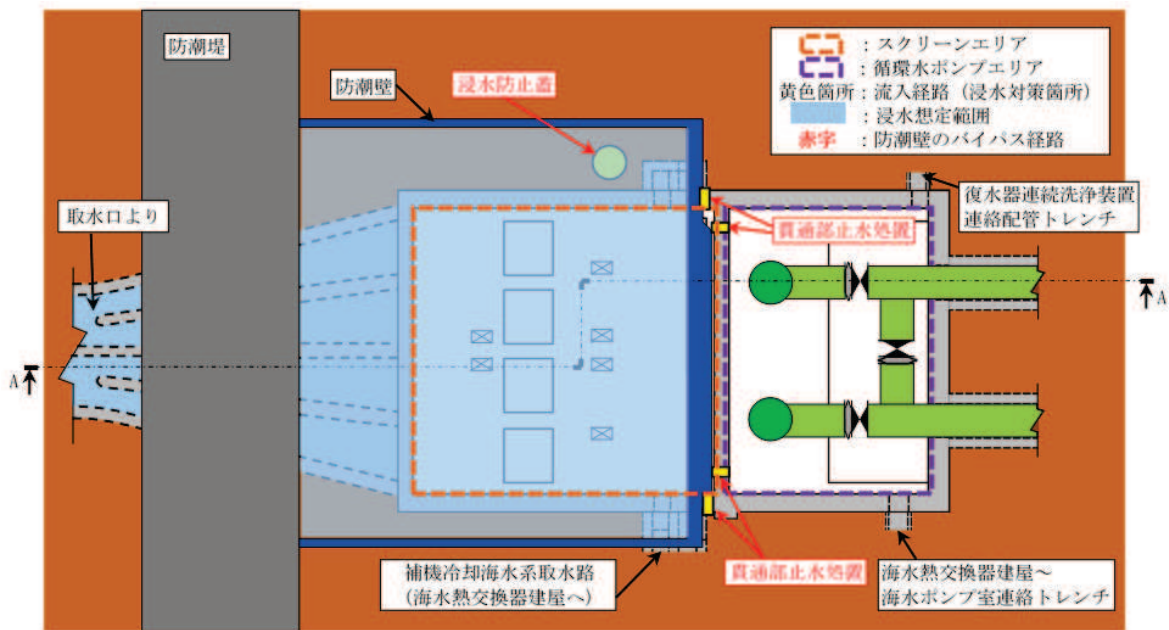 防潮堤
防潮壁
浸水防止蓋
：スクリーンエリア
：循環水ポンプエリア
黄色箇所：流入経路（浸水対策箇所）
：浸水想定範囲
赤字：防潮壁のバイパス経路
取水口より
復水器連続洗浄装置
連絡配管トレンチ
貫通部止水処置
A
A
補機冷却海水系取水路
(海水熱交換器建屋へ)
貫通部止水処置
海水熱交換器建屋～
海水ポンプ室連絡トレンチ